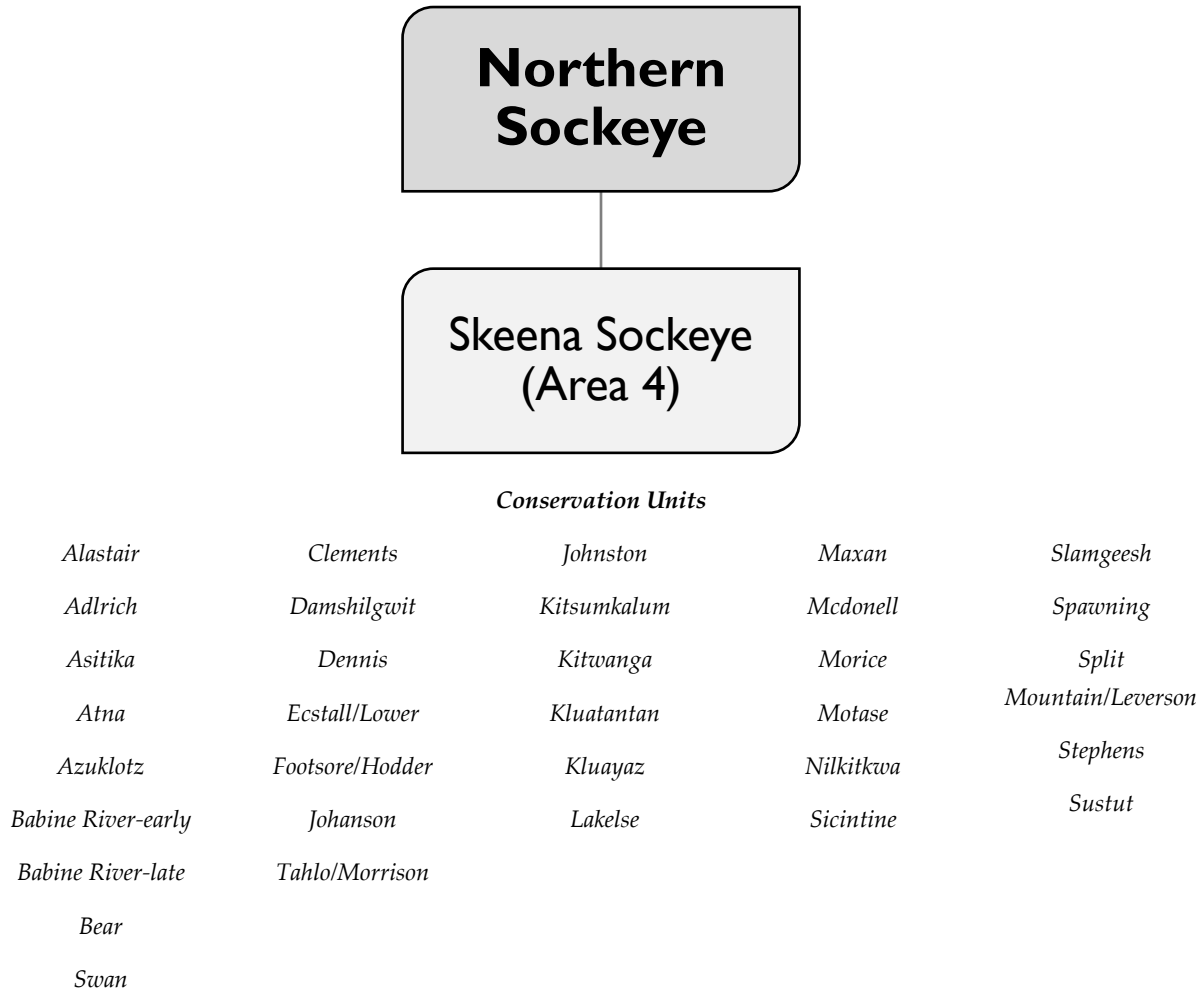 Northern
Sockeye
Skeena Sockeye
(Area 4)
Conservation Units
Alastair
Adlrich
Asitika
Atna
Azuklotz
Babine River-early
Babine River-late
Bear
Swan
Clements
Damshilgwit
Dennis
Ecstall/Lower
Footsore/Hodder
Johanson
Tahlo/Morrison
Johnston
Kitsumkalum
Kitwanga
Kluatantan
Kluayaz
Lakelse
Maxan
Mcdonell
Morice
Motase
Nilkitkwa
Sicintine
Slamgeesh
Spawning
Split
Mountain/Leverson
Stephens
Sustut